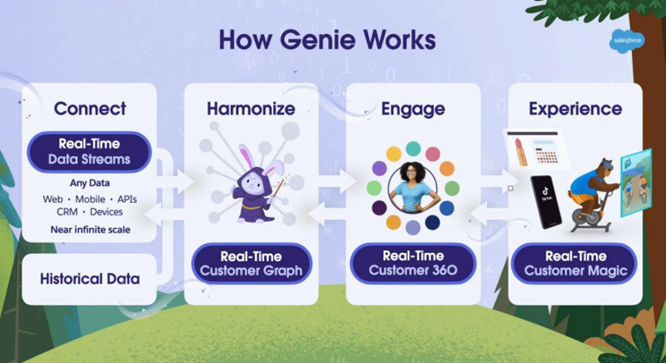 How Genie Works
salesforce
Connect
Real-Time
Data Streams
Any Data
Web • Mobile • APIs
CRM • Devices
Near infinite scale
Historical Data
Harmonize
Real-Time
Customer Graph
Engage
Real-Time
Customer 360
Experience
TikTok
Real-Time
Customer Magic